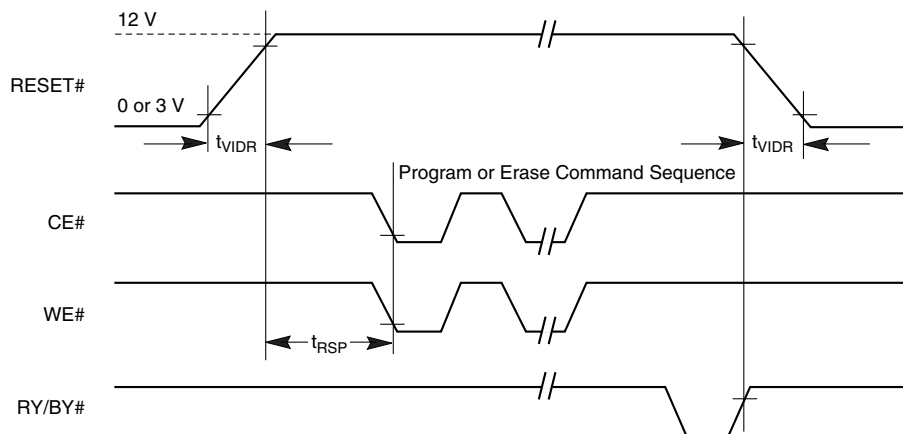 12 V
RESET#
0 or 3 V
tVIDR
tVIDR
Program or Erase Command Sequence
CE#
WE#
tRSP
RY/BY#